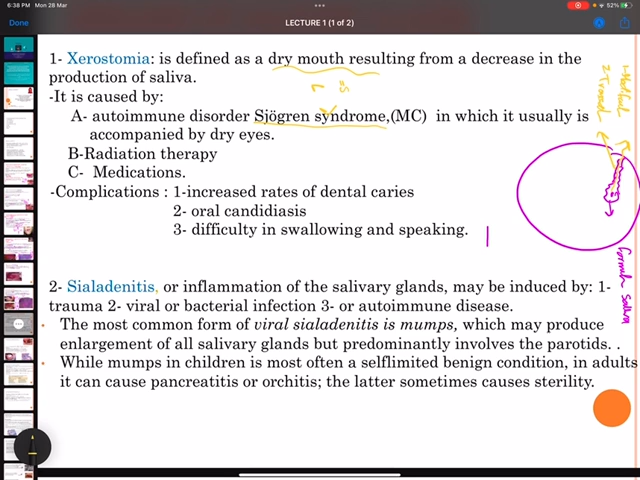 6:38 PM Mon 28 Mar
52%
Done
LECTURE 1 (1 of 2)
1- Xerostomia: is defined as a dry mouth resulting from a decrease in the
production of saliva.
-It is caused by:
A- autoimmune disorder Sjögren syndrome,(MC) in which it usually is
accompanied by dry eyes.
B-Radiation therapy
C- Medications.
-Complications : 1-increased rates of dental caries
2- oral candidiasis
3- difficulty in swallowing and speaking.
2- Sialadenitis, or inflammation of the salivary glands, may be induced by: 1-
trauma 2- viral or bacterial infection 3- or autoimmune disease.
• The most common form of viral sialadenitis is mumps, which may produce
enlargement of all salivary glands but predominantly involves the parotids. .
• While mumps in children is most often a selflimited benign condition, in adults
it can cause pancreatitis or orchitis; the latter sometimes causes sterility.